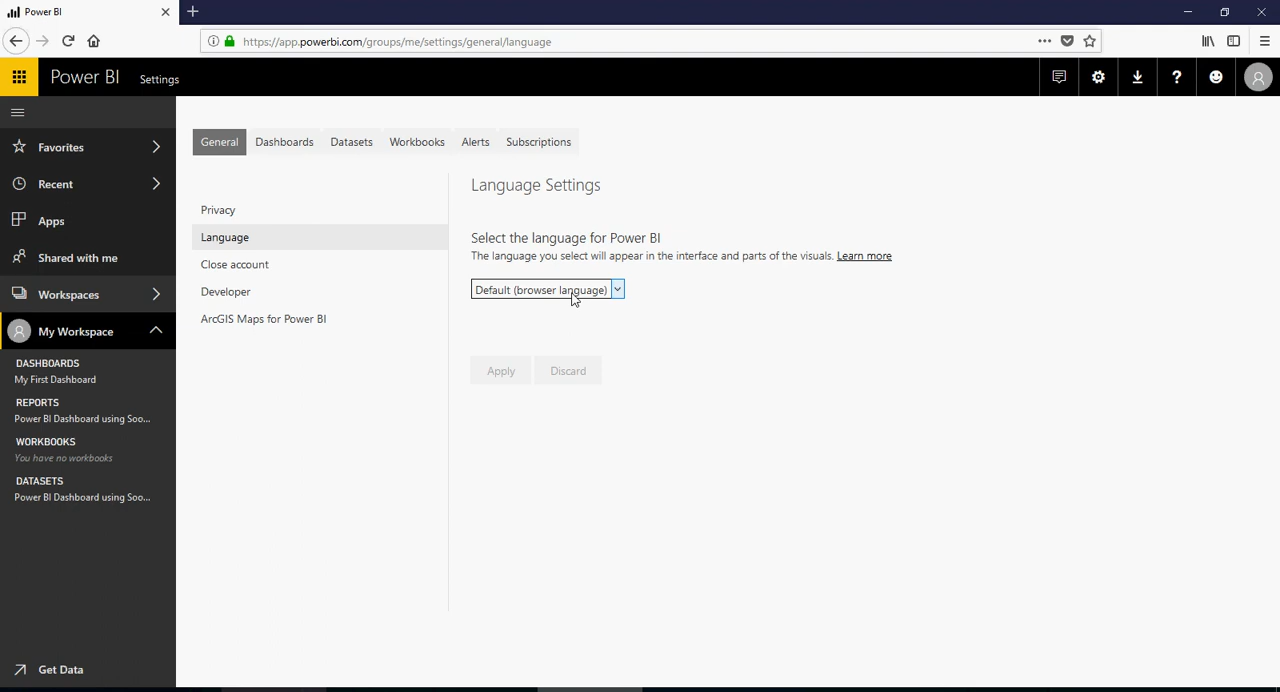 Power BI
https://app.powerbi.com/groups/me/settings/general/language
Power BI Settings
Favorites
Recent
Apps
Shared with me
Workspaces
My Workspace
DASHBOARDS
My First Dashboard
REPORTS
Power BI Dashboard using Soo...
WORKBOOKS
You have no workbooks
DATASETS
Power BI Dashboard using Soo...
Get Data
General Dashboards Datasets Workbooks Alerts Subscriptions
Privacy
Language
Close account
Developer
ArcGIS Maps for Power BI
Language Settings
Select the language for Power BI
The language you select will appear in the interface and parts of the visuals. Learn more
Default (browser language)
Apply Discard